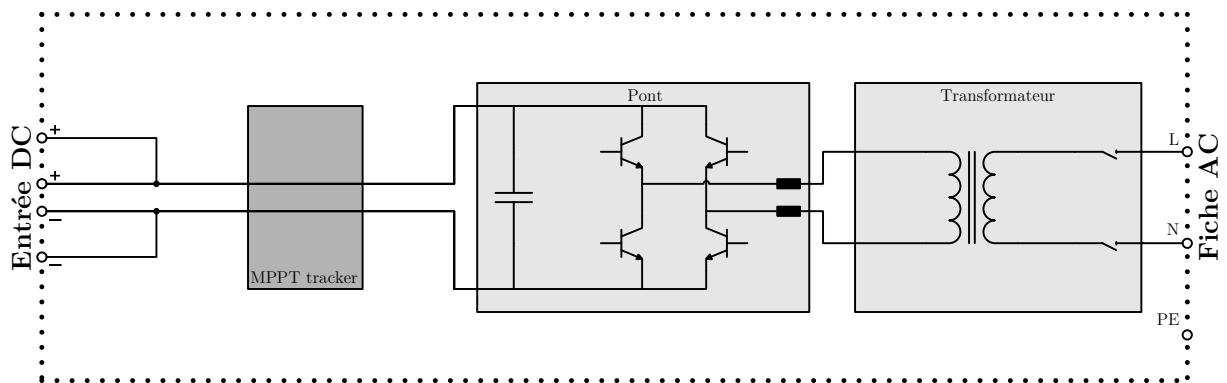 Entrée DC
+
+
−
−
MPPT tracker
Pont
Transformateur
L
N
PE
Fiche AC